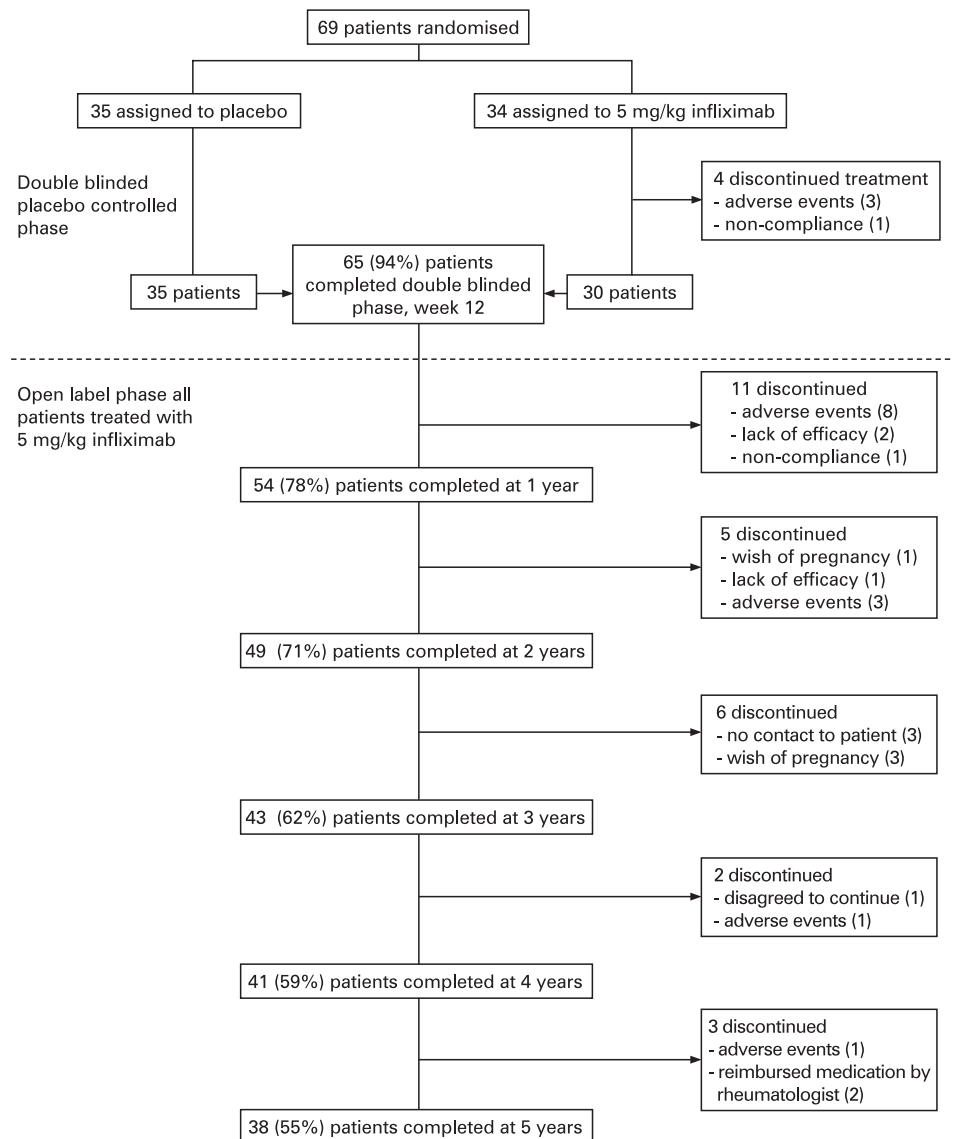 69 patients randomised
35 assigned to placebo
34 assigned to 5 mg/kg infliximab
Double blinded
placebo controlled
phase
4 discontinued treatment
- adverse events (3)
- non-compliance (1)
35 patients
65 (94%) patients
completed double blinded
phase, week 12
30 patients
Open label phase all
patients treated with
5 mg/kg infliximab
11 discontinued
- adverse events (8)
- lack of efficacy (2)
- non-compliance (1)
54 (78%) patients completed at 1 year
5 discontinued
- wish of pregnancy (1)
- lack of efficacy (1)
- adverse events (3)
49 (71%) patients completed at 2 years
6 discontinued
- no contact to patient (3)
- wish of pregnancy (3)
43 (62%) patients completed at 3 years
2 discontinued
- disagreed to continue (1)
- adverse events (1)
41 (59%) patients completed at 4 years
3 discontinued
- adverse events (1)
- reimbursed medication by
rheumatologist (2)
38 (55%) patients completed at 5 years